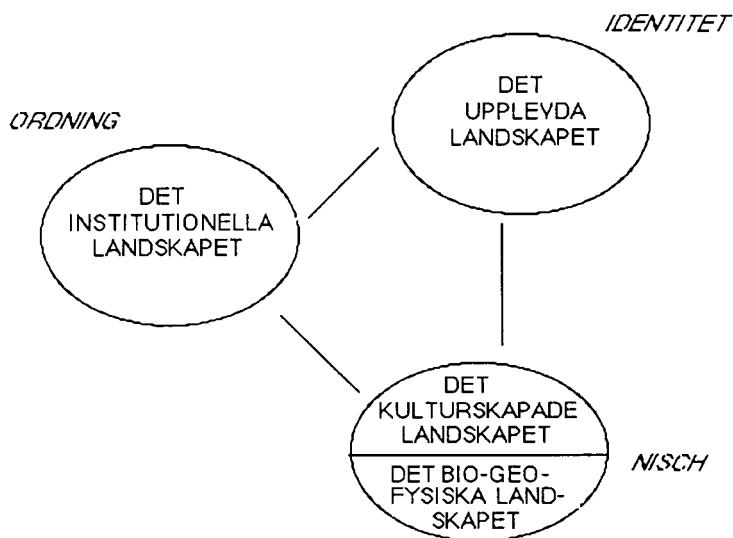 IDENTITET
DET
UPPLEVDA
LANDSKAPET
ORDNING
DET
INSTITUTIONELLA
LANDSKAPET
DET
KULTURSKAPADE
LANDSKAPET
DET BIO-GEO-
FYSISKA LAND-
SKAPET
NISCH